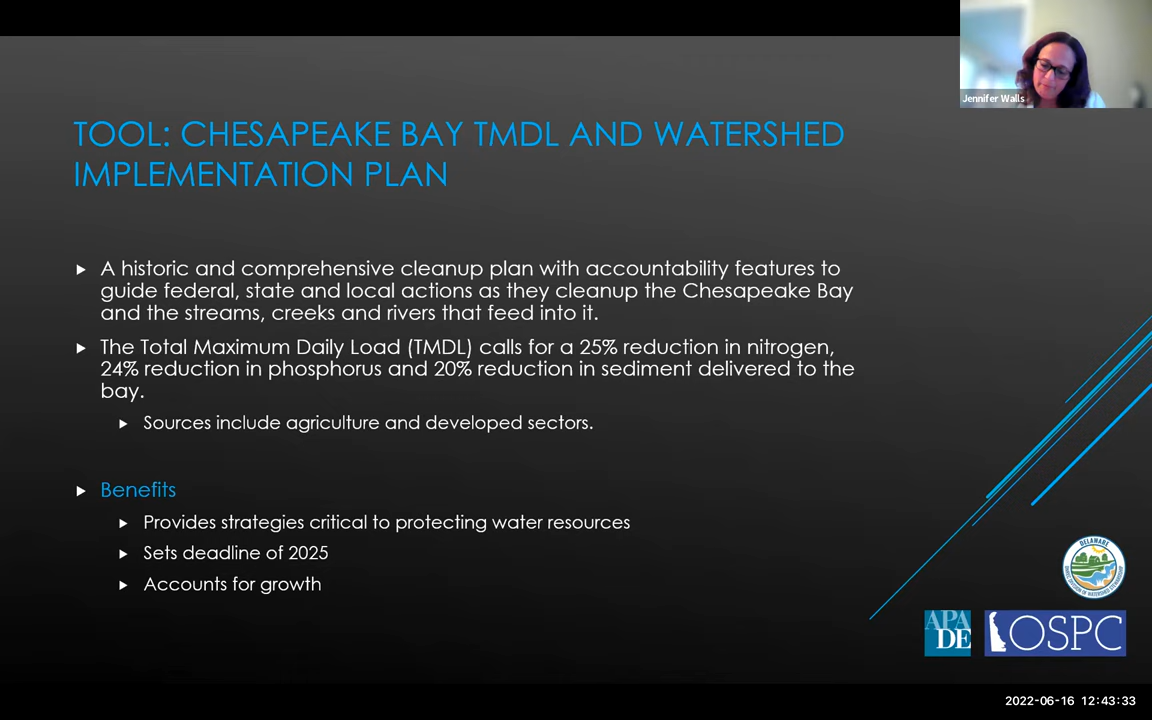 Jennifer Walls
TOOL: CHESAPEAKE BAY TMDL AND WATERSHED
IMPLEMENTATION PLAN
A historic and comprehensive cleanup plan with accountability features to
guide federal, state and local actions as they cleanup the Chesapeake Bay
and the streams, creeks and rivers that feed into it.
The Total Maximum Daily Load (TMDL) calls for a 25% reduction in nitrogen,
24% reduction in phosphorus and 20% reduction in sediment delivered to the
bay.
Sources include agriculture and developed sectors.
Benefits
Provides strategies critical to protecting water resources
Sets deadline of 2025
Accounts for growth
DELAWARE
DIVISION OF WATERSHED STEWARDSHIP
APA
DE
OSPC
2022-06-16 12:43:33